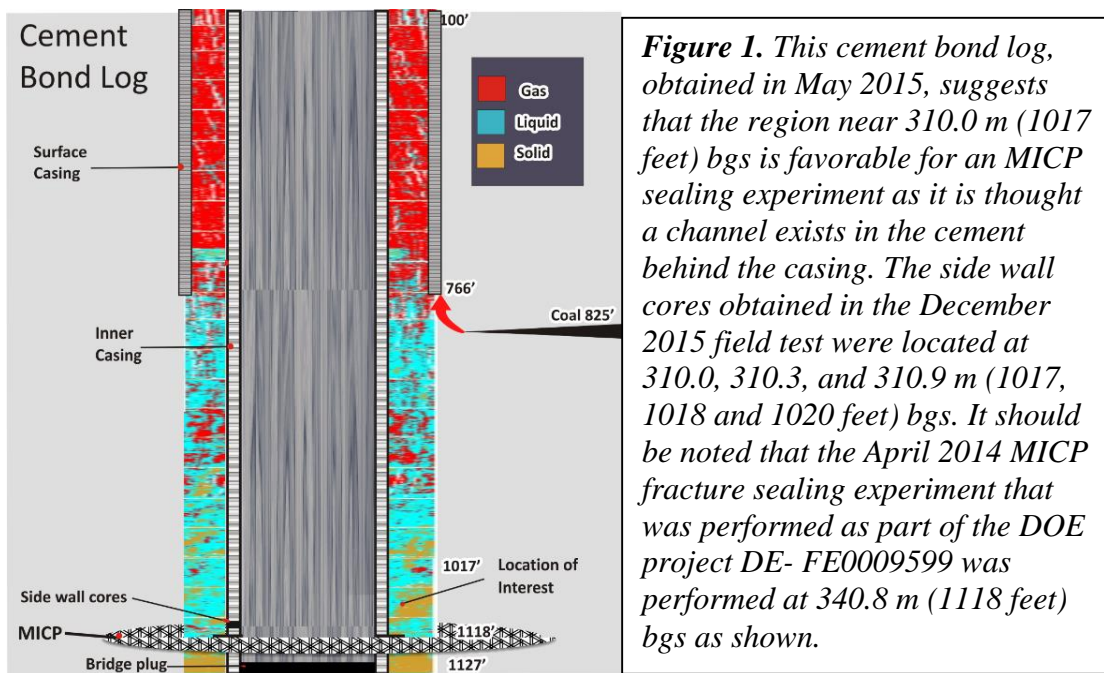 Cement
Bond Log
100’
Gas
Liquid
Solid
Surface
Casing
766’
Coal 825’
Inner
Casing
1017’
Location of
Interest
Side wall cores
MICP
1118’
Bridge plug
1127’
Figure 1. This cement bond log,
obtained in May 2015, suggests
that the region near 310.0 m (1017
feet) bgs is favorable for an MICP
sealing experiment as it is thought
a channel exists in the cement
behind the casing. The side wall
cores obtained in the December
2015 field test were located at
310.0, 310.3, and 310.9 m (1017,
1018 and 1020 feet) bgs. It should
be noted that the April 2014 MICP
fracture sealing experiment that
was performed as part of the DOE
project DE- FE0009599 was
performed at 340.8 m (1118 feet)
bgs as shown.